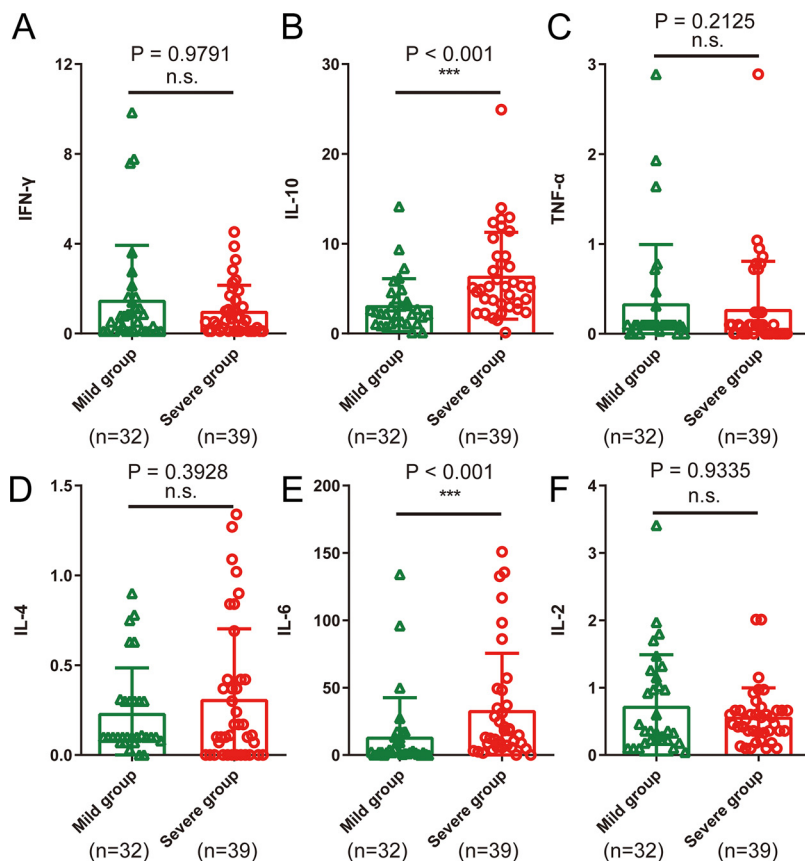 A
P = 0.9791
n.s.
IFN-γ
12
8
4
0
Mild group
Severe group
(n=32)
(n=39)
B
P < 0.001
***
IL-10
30
20
10
0
Mild group
Severe group
(n=32)
(n=39)
C
P = 0.2125
n.s.
TNF-α
3
2
1
0
Mild group
Severe group
(n=32)
(n=39)
D
P = 0.3928
n.s.
IL-4
1.5
1.0
0.5
0.0
Mild group
Severe group
(n=32)
(n=39)
E
P < 0.001
***
IL-6
200
150
100
50
0
Mild group
Severe group
(n=32)
(n=39)
F
P = 0.9335
n.s.
IL-2
4
3
2
1
0
Mild group
Severe group
(n=32)
(n=39)